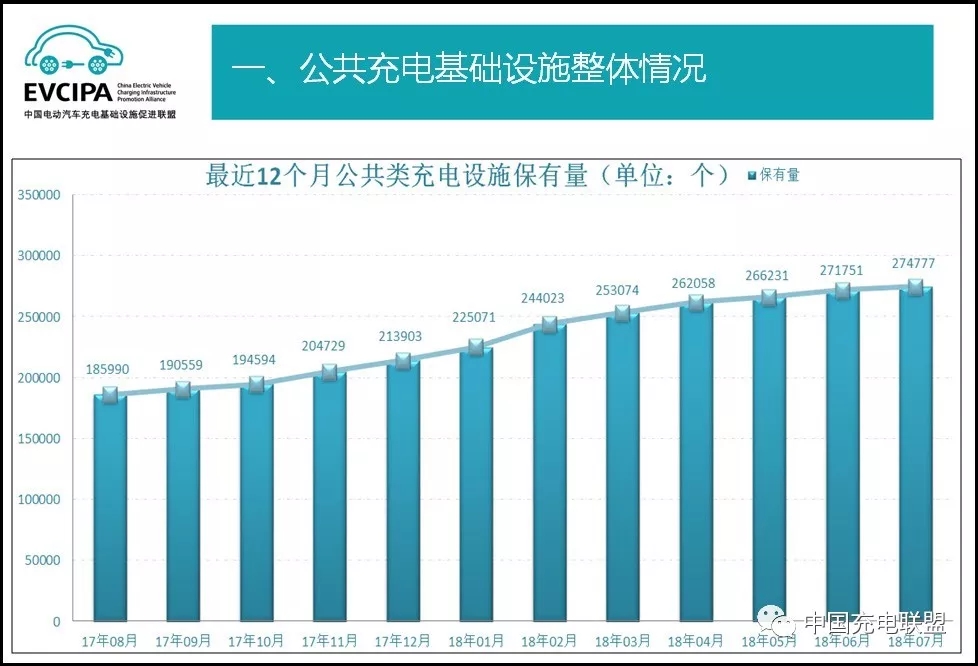 EVCIPA
China Electric Vehicle
Charging Infrastructure
Promotion Alliance
中国电动汽车充电基础设施促进联盟
一、公共充电基础设施整体情况
最近12个月公共类充电设施保有量（单位：个） 保有量
350000
300000
250000
200000
150000
100000
50000
0
185990
190559
194594
204729
213903
225071
244023
253074
262058
266231
271751
274777
17年08月 17年09月 17年10月 17年11月 17年12月 18年01月 18年02月 18年03月 18年04月 18年05月 18年06月 18年07月
中国充电联盟